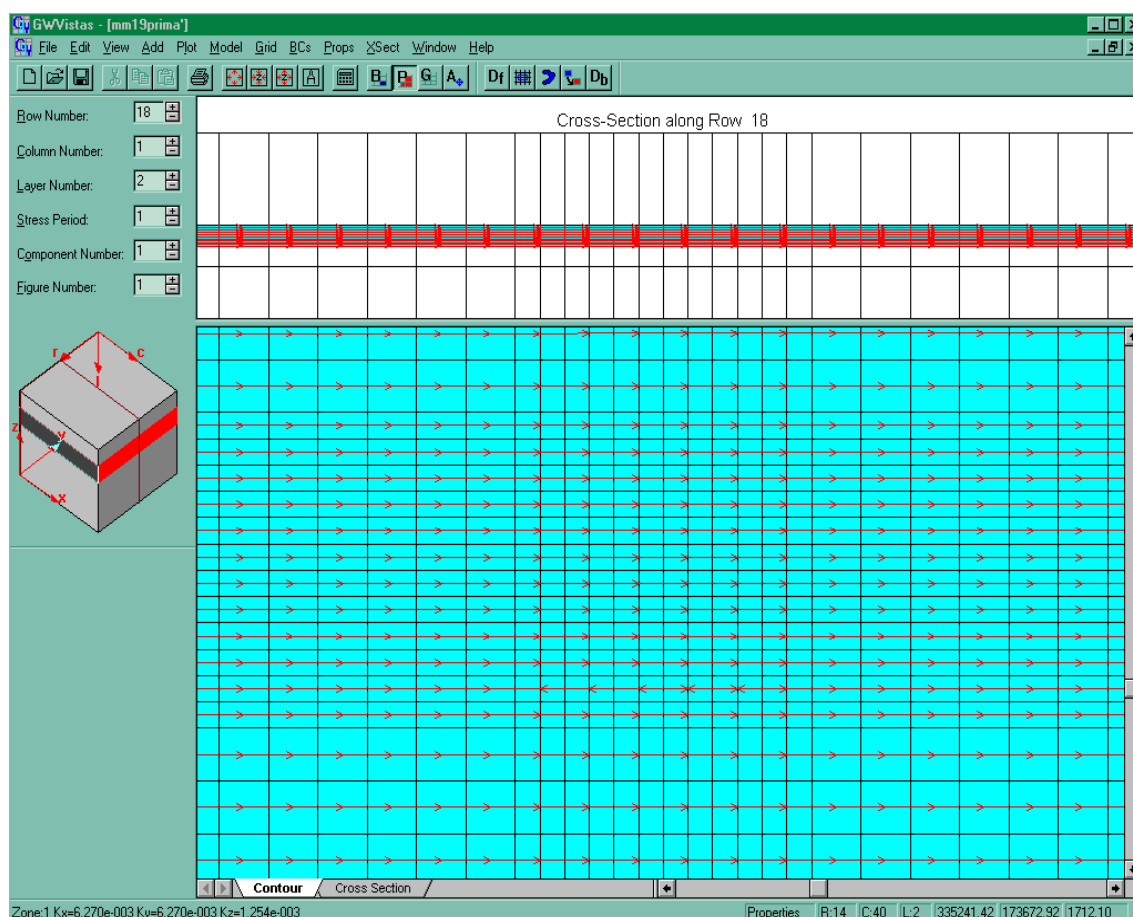 GWVistas - [mm19prima']
File Edit View Add Plot Model Grid BCs Props XSect Window Help
B P G A Df Db
Row Number: 18
Column Number: 1
Layer Number: 2
Stress Period: 1
Component Number: 1
Figure Number: 1
Cross-Section along Row 18
r c
j
z y
x
Contour Cross Section
Zone:1 Kx=6.270e-003 Ky=6.270e-003 Kz=1.254e-003 Properties R:14 C:40 L:2 335241.42 173672.92 1712.10